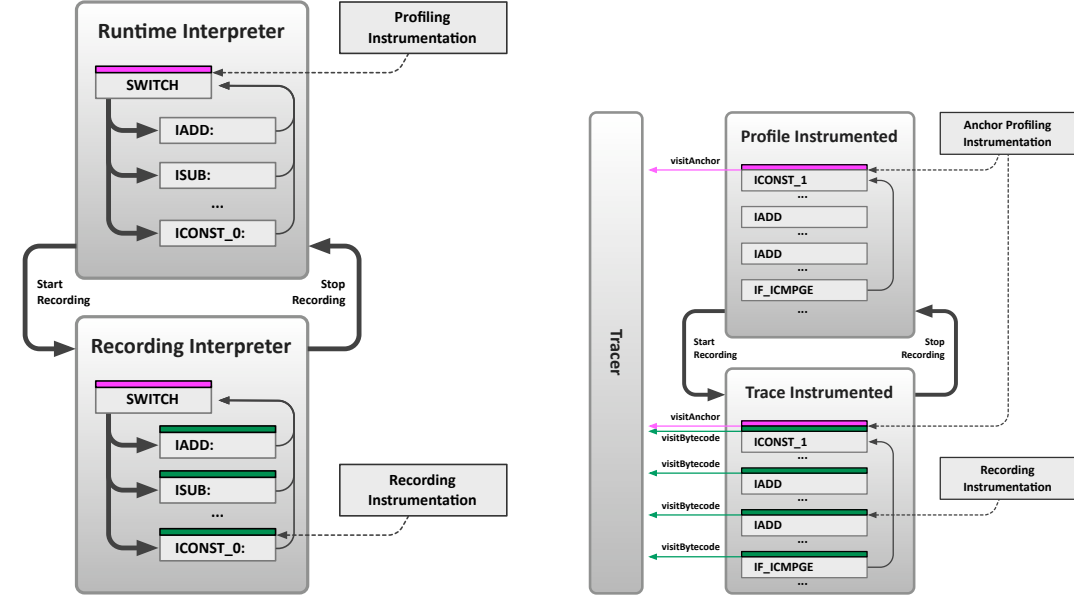 Runtime Interpreter
Profiling
Instrumentation
SWITCH
IADD:
ISUB:
...
ICONST_0:
Start
Recording
Stop
Recording
Recording Interpreter
SWITCH
IADD:
ISUB:
...
ICONST_0:
Recording
Instrumentation
Tracer
Profile Instrumented
Anchor Profiling
Instrumentation
visitAnchor
ICONST_1
...
IADD
...
IADD
...
IF_ICMPGE
...
Start
Recording
Stop
Recording
Trace Instrumented
visitAnchor
visitBytecode
ICONST_1
...
visitBytecode
IADD
...
Recording
Instrumentation
visitBytecode
IADD
...
visitBytecode
IF_ICMPGE
...